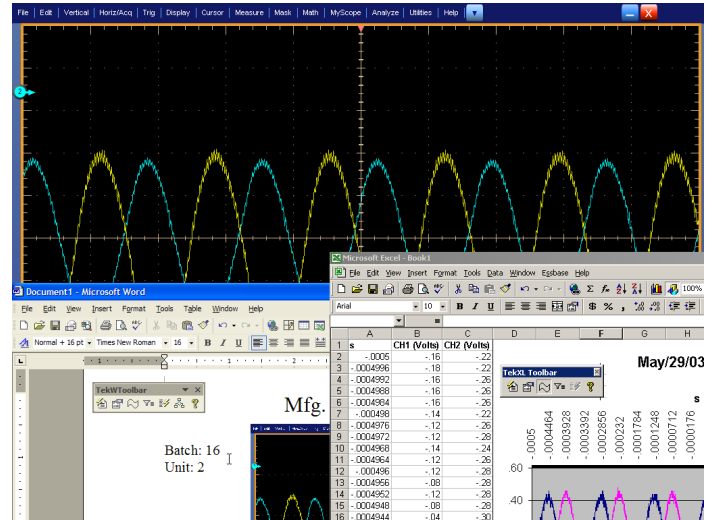 File Edit Vertical Horiz/Acq Trig Display Cursor Measure Mask Math MyScope Analyze Utilities Help
2
Microsoft Excel - Book1
File Edit View Insert Format Tools Data Window Essbase Help
100%
Arial 10 B I U $ % ,
=
A B C D E F G H
1 s CH1 (Volts) CH2 (Volts)
2 -.0005 -.16 -.22
3 -.0004996 -.18 -.26
4 -.0004992 -.16 -.26
5 -.0004988 -.16 -.26
6 -.0004984 -.16 -.26
7 -.000498 -.14 -.22
8 -.0004976 -.12 -.26
9 -.0004972 -.12 -.28
10 -.0004968 -.14 -.24
11 -.0004964 -.12 -.26
12 -.000496 -.12 -.28
13 -.0004956 -.08 -.28
14 -.0004952 -.12 -.28
15 -.0004948 -.08 -.28
16 -.0004944 -.04 -.30
May/29/03
TekXL Toolbar
s
-.0005
-.0004464
-.0003928
-.0003392
-.0002856
-.000232
-.0001784
-.0001248
-.0000712
-.0000176
.60
.40
Document1 - Microsoft Word
File Edit View Insert Format Tools Table Window Help
Normal + 16 pt Times New Roman 16 B I U
TekWToolbar
Mfg.
Batch: 16
Unit: 2